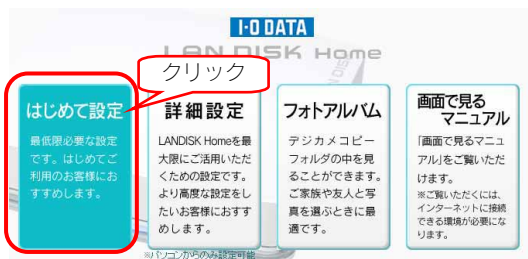 I-O DATA
LAN DISK Home
クリック
はじめて設定
最低限必要な設定
です。はじめてご
利用のお客様にお
すすめします。
詳細設定
LANDISK Homeを最
大限にご活用いただ
くための設定です。
より高度な設定をし
たいお客様におすす
めします。
※パソコンからのみ設定可能
フォトアルバム
デジカメコピー
フォルダの中を見
ることができます。
ご家族や友人と写
真を選ぶときに最
適です。
画面で見る
マニュアル
「画面で見るマニュ
アル」をご覧いただ
けます。
※ご覧いただくには、
インターネットに接続
できる環境が必要にな
ります。